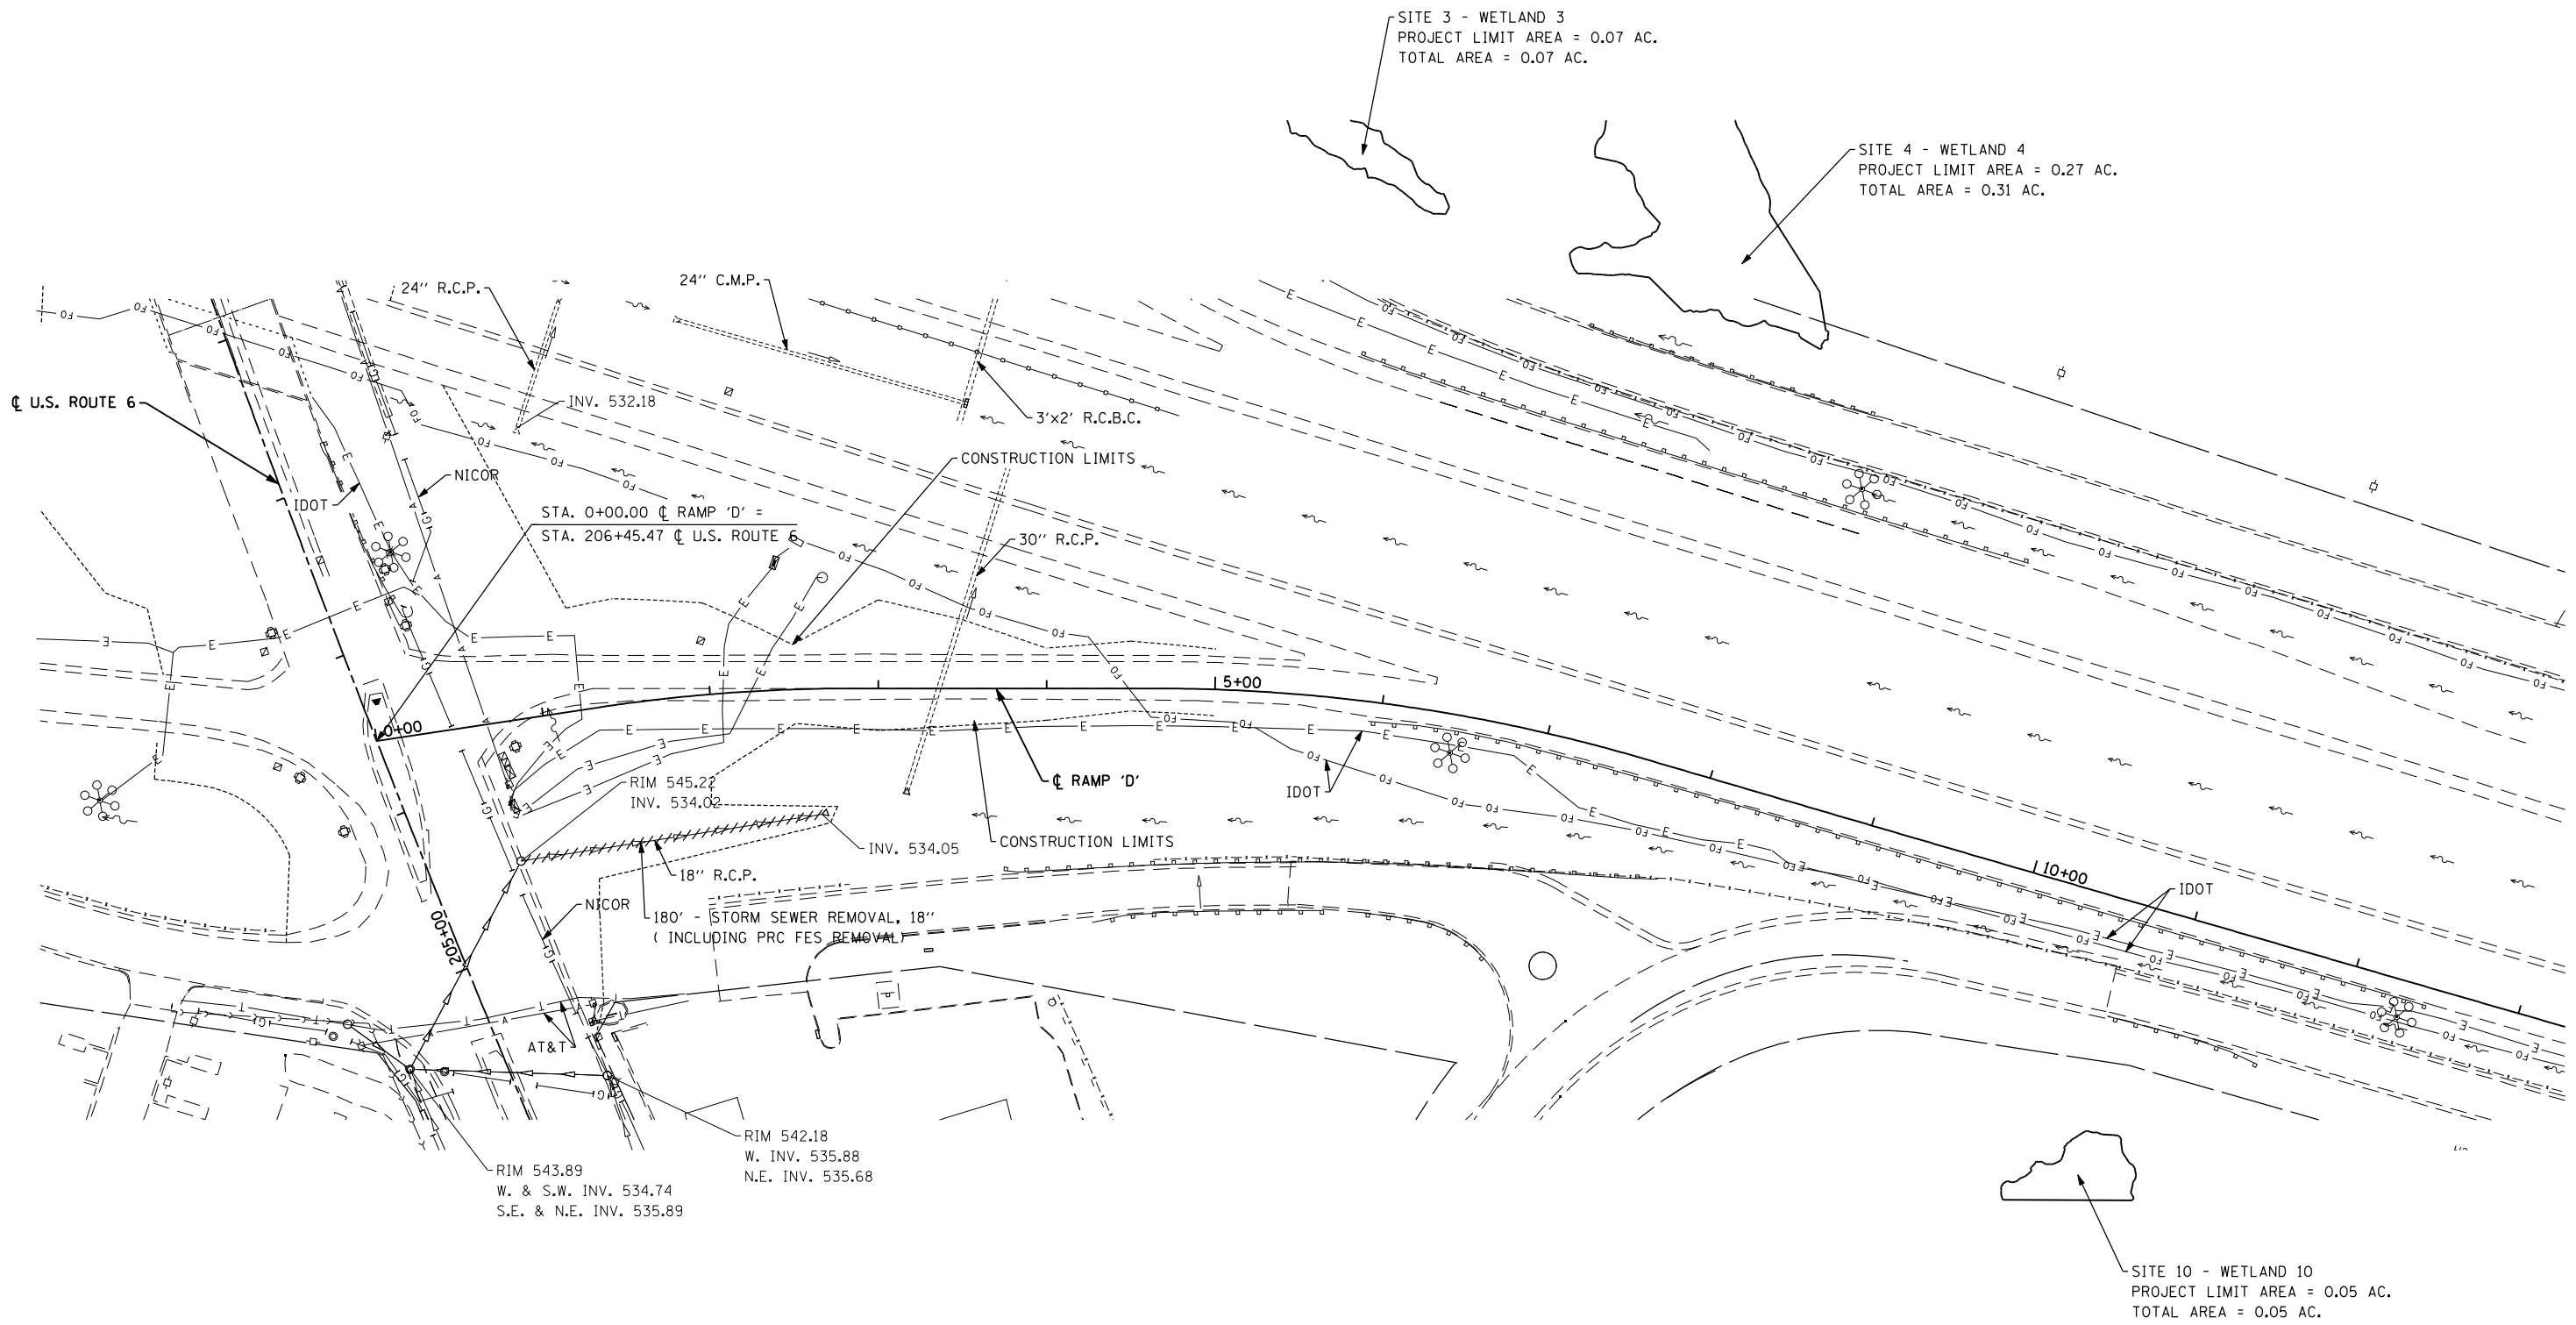 SITE 3 - WETLAND 3
PROJECT LIMIT AREA = 0.07 AC.
TOTAL AREA = 0.07 AC.
SITE 4 - WETLAND 4
PROJECT LIMIT AREA = 0.27 AC.
TOTAL AREA = 0.31 AC.
24'' R.C.P.
24'' C.M.P.
℄ U.S. ROUTE 6
INV. 532.18
3'x2' R.C.B.C.
CONSTRUCTION LIMITS
NICOR
IDOT
STA. 0+00.00 ℄ RAMP 'D' =
STA. 206+45.47 ℄ U.S. ROUTE 6
30'' R.C.P.
5+00
0+00
℄ RAMP 'D'
RIM 545.22
INV. 534.02
IDOT
CONSTRUCTION LIMITS
INV. 534.05
18'' R.C.P.
10+00
IDOT
NICOR
180' - STORM SEWER REMOVAL, 18''
( INCLUDING PRC FES REMOVAL)
205+00
AT&T
RIM 542.18
W. INV. 535.88
N.E. INV. 535.68
RIM 543.89
W. & S.W. INV. 534.74
S.E. & N.E. INV. 535.89
SITE 10 - WETLAND 10
PROJECT LIMIT AREA = 0.05 AC.
TOTAL AREA = 0.05 AC.